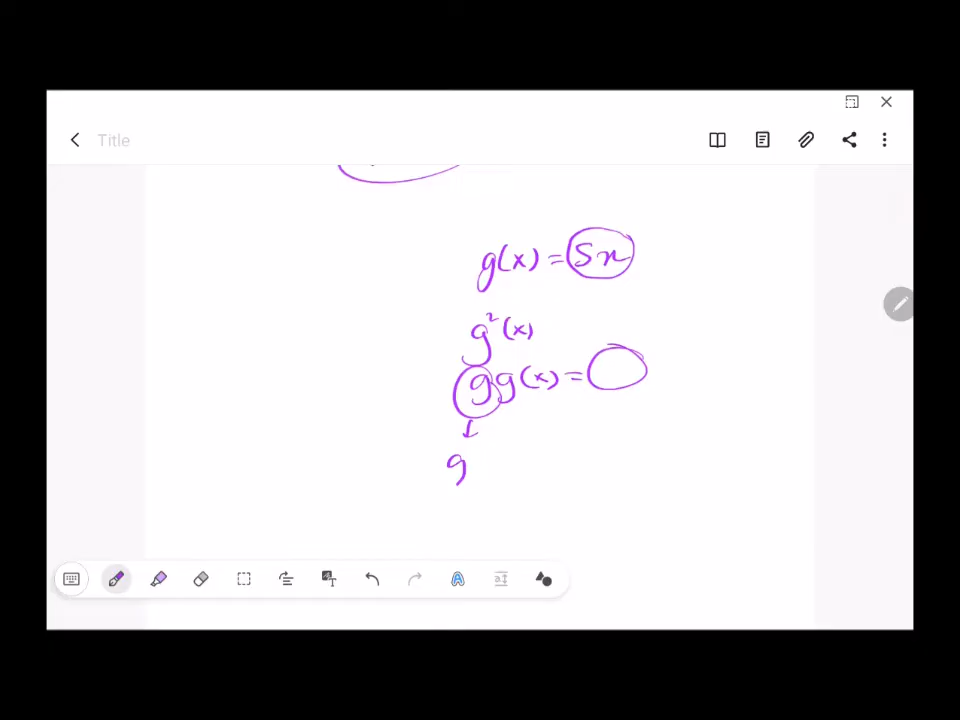 Title
g(x) = 5x
g²(x)
gg(x) =
g